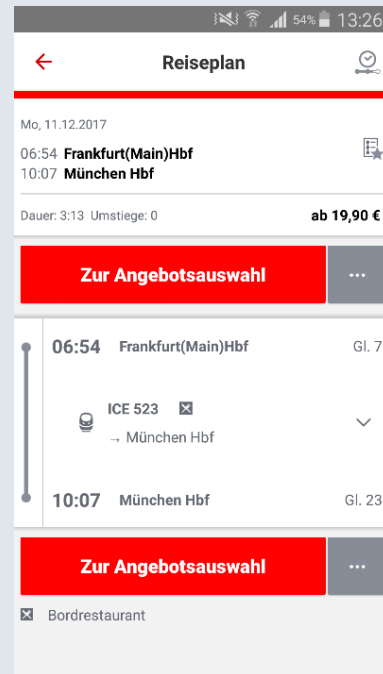 54% 13:26
Reiseplan
Mo, 11.12.2017
06:54 Frankfurt(Main)Hbf
10:07 München Hbf
Dauer: 3:13 Umstiege: 0 ab 19,90 €
Zur Angebotsauswahl ...
06:54 Frankfurt(Main)Hbf Gl. 7
ICE 523
→ München Hbf
10:07 München Hbf Gl. 23
Zur Angebotsauswahl ...
Bordrestaurant